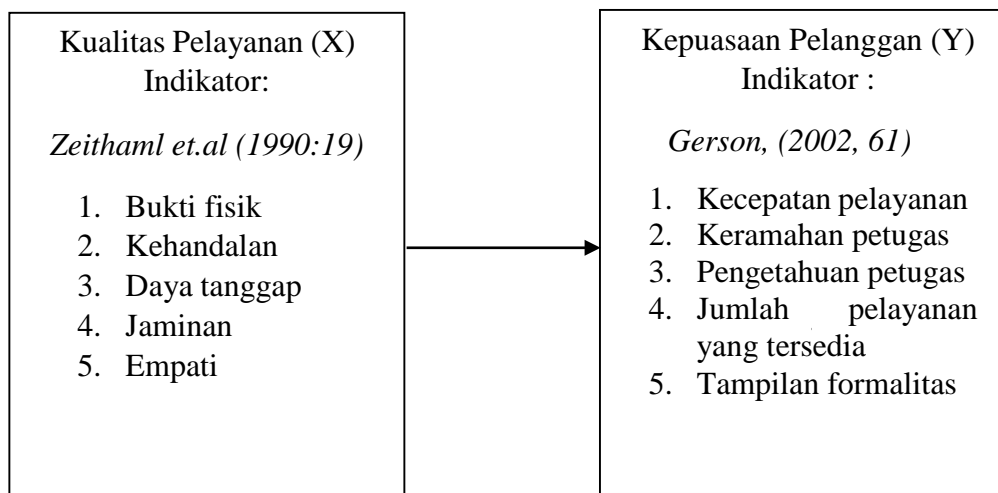 Kualitas Pelayanan (X)
Indikator:
Zeithaml et.al (1990:19)
1. Bukti fisik
2. Kehandalan
3. Daya tanggap
4. Jaminan
5. Empati
Kepuasaan Pelanggan (Y)
Indikator :
Gerson, (2002, 61)
1. Kecepatan pelayanan
2. Keramahan petugas
3. Pengetahuan petugas
4. Jumlah pelayanan
yang tersedia
5. Tampilan formalitas